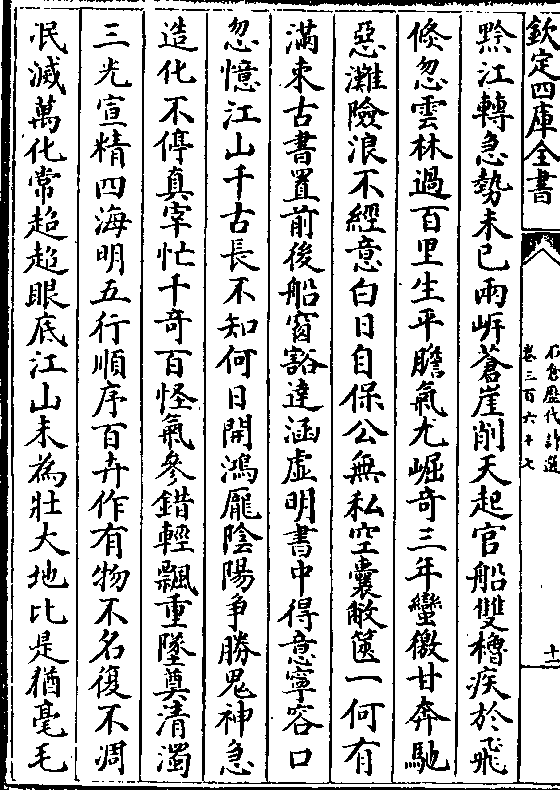 欽定四庫全書
石倉歷代詩選
卷三百六十七
十二
黔江轉急勢未已兩岍蒼崖削天起官船雙櫓疾於飛
倐忽雲林過百里生平膽氣尤崛奇三年蠻徼甘奔馳
惡灘險浪不經意白日自保公無私空囊敝篋一何有
滿束古書置前後船窗豁達涵虛明書中得意寧容口
忽憶江山千古長不知何日開鴻厖陰陽爭勝鬼神急
造化不停真宰忙千奇百怪氣參錯輕飄重墜奠清濁
三光宣精四海明五行順序百卉作有物不名復不凋
泯滅萬化常超超眼底江山未為壯大地比是猶毫毛